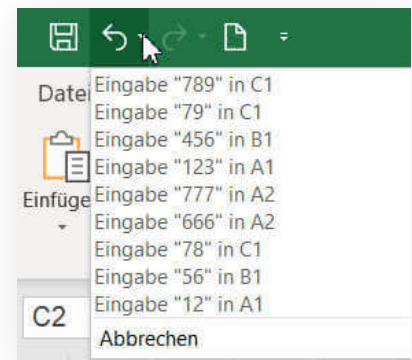 Datei
Einfüge
C2
Eingabe "789" in C1
Eingabe "79" in C1
Eingabe "456" in B1
Eingabe "123" in A1
Eingabe "777" in A2
Eingabe "666" in A2
Eingabe "78" in C1
Eingabe "56" in B1
Eingabe "12" in A1
Abbrechen